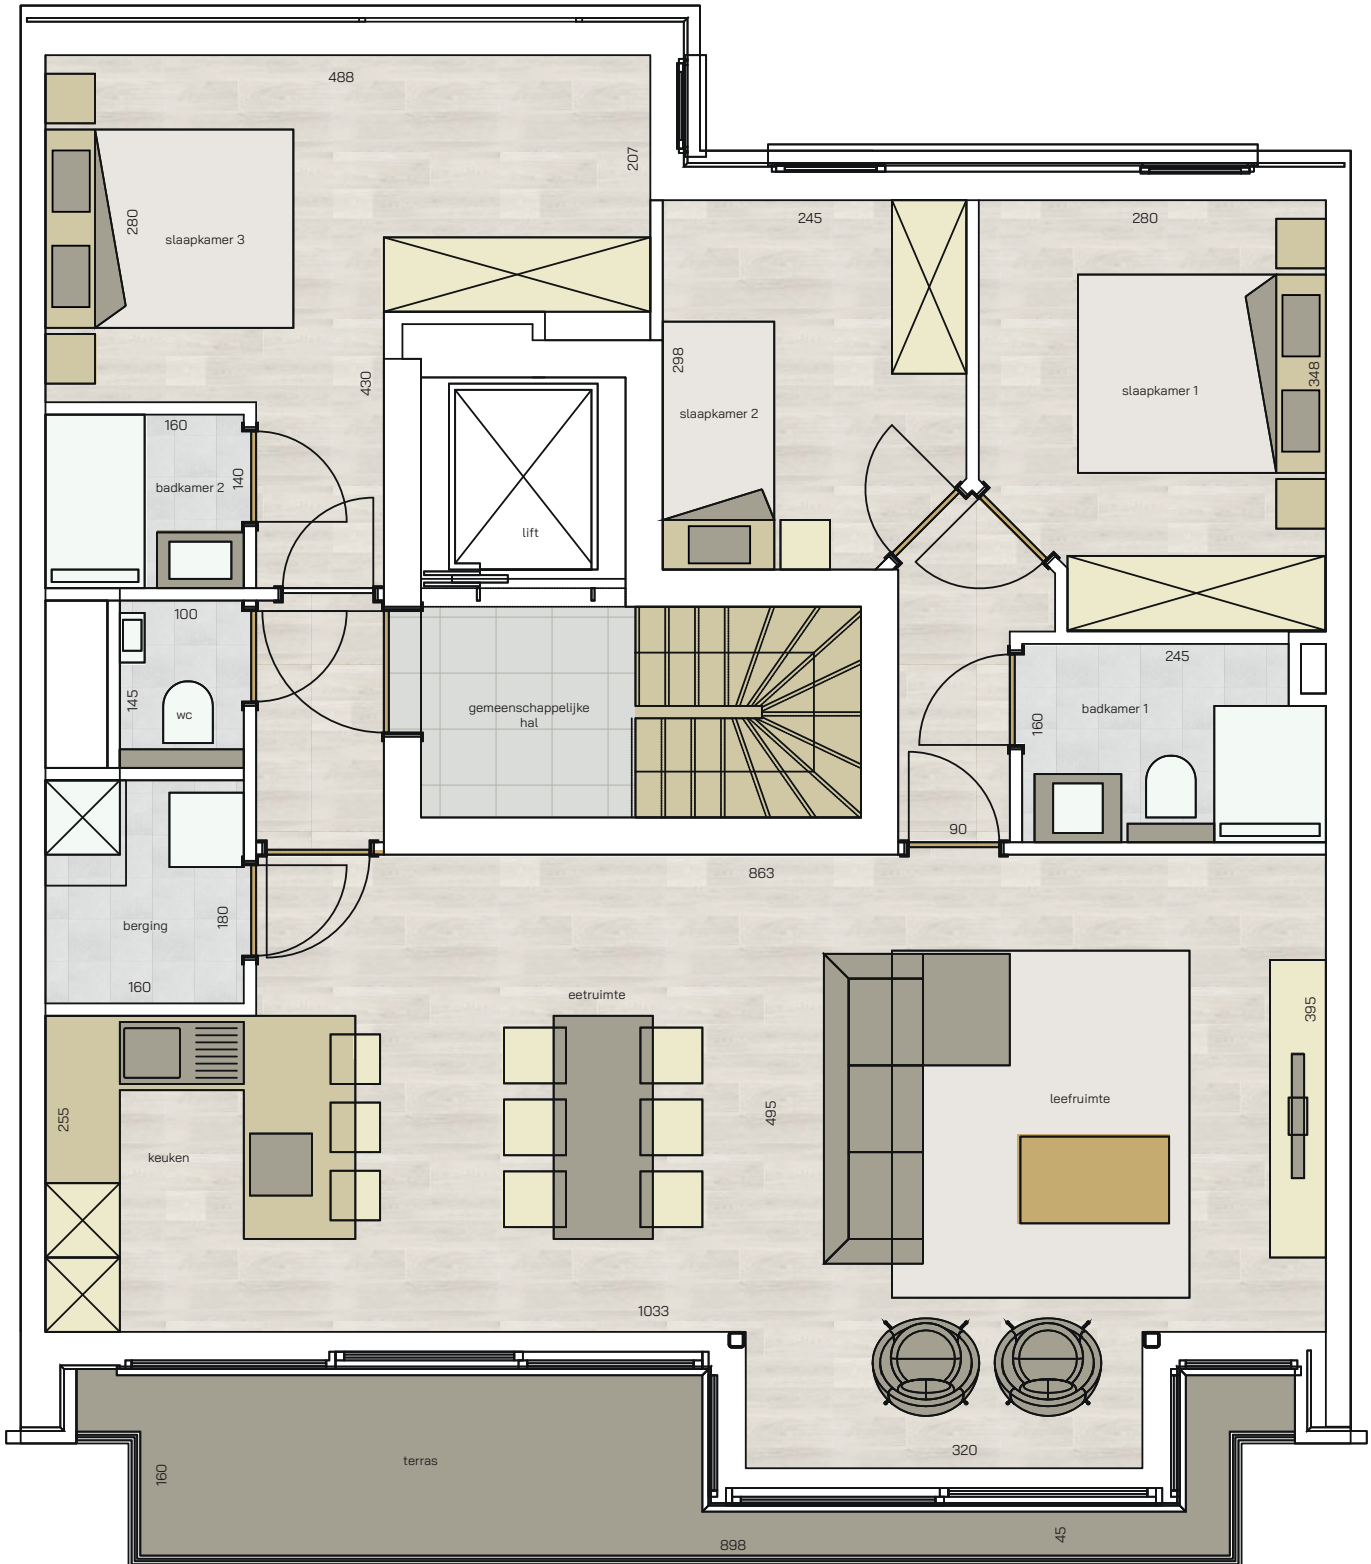 488
207
280
slaapkamer 3
245
280
298
slaapkamer 2
430
348
slaapkamer 1
160
140
badkamer 2
lift
100
145
wc
gemeenschappelijke
hal
245
160
badkamer 1
90
863
180
berging
160
eetruimte
395
255
495
leefruimte
keuken
1033
320
terras
160
45
898